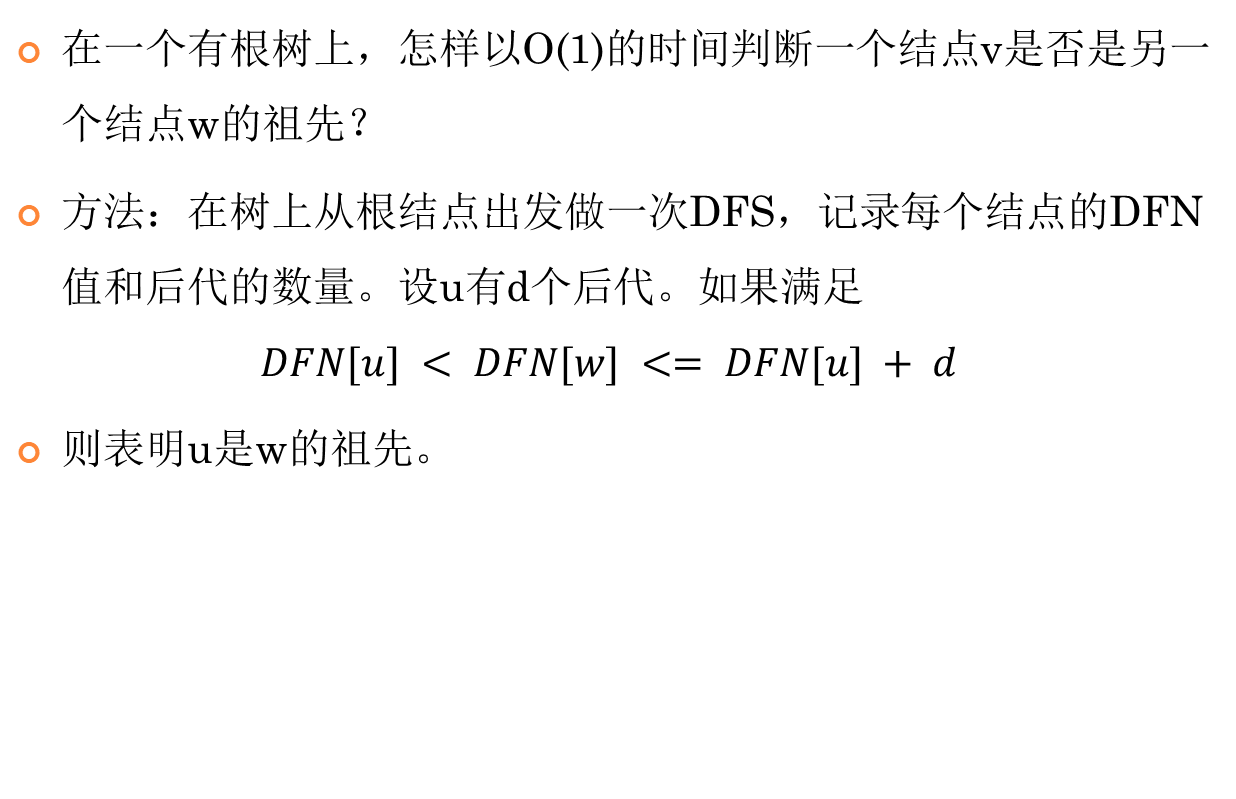 在一个有根树上，怎样以O(1)的时间判断一个结点v是否是另一
个结点w的祖先？
方法：在树上从根结点出发做一次DFS，记录每个结点的DFN
值和后代的数量。设u有d个后代。如果满足
DFN[u] < DFN[w] <= DFN[u] + d
则表明u是w的祖先。